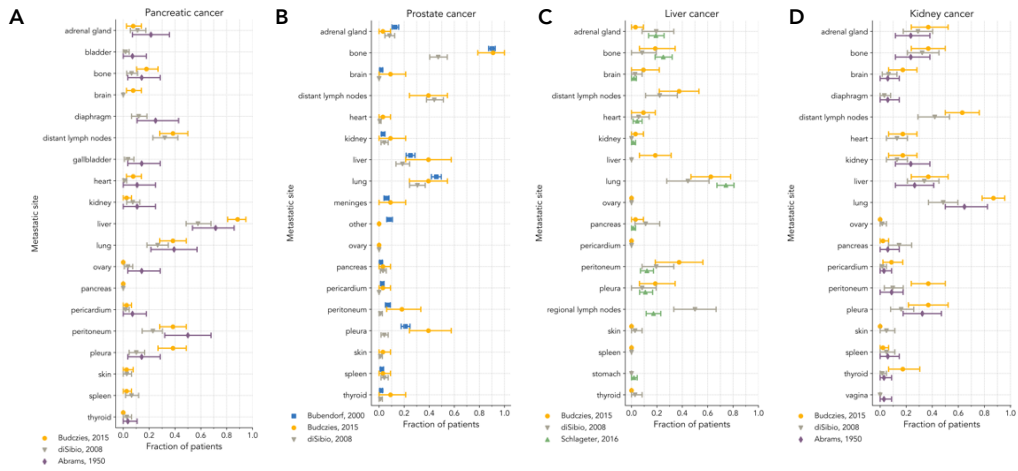 A
Pancreatic cancer
Metastatic site
adrenal gland
bladder
bone
brain
diaphragm
distant lymph nodes
gallbladder
heart
kidney
liver
lung
ovary
pancreas
pericardium
peritoneum
pleura
skin
spleen
thyroid
0.0 0.2 0.4 0.6 0.8 1.0
Fraction of patients
Budczies, 2015
diSibio, 2008
Abrams, 1950
B
Prostate cancer
Metastatic site
adrenal gland
bone
brain
distant lymph nodes
heart
kidney
liver
lung
meninges
other
ovary
pancreas
pericardium
peritoneum
pleura
skin
spleen
thyroid
0.0 0.2 0.4 0.6 0.8 1.0
Fraction of patients
Bubendorf, 2000
Budczies, 2015
diSibio, 2008
C
Liver cancer
Metastatic site
adrenal gland
bone
brain
distant lymph nodes
heart
kidney
liver
lung
ovary
pancreas
pericardium
peritoneum
pleura
regional lymph nodes
skin
spleen
stomach
thyroid
0.0 0.2 0.4 0.6 0.8 1.0
Fraction of patients
Budczies, 2015
diSibio, 2008
Schlageter, 2016
D
Kidney cancer
Metastatic site
adrenal gland
bone
brain
diaphragm
distant lymph nodes
heart
kidney
liver
lung
ovary
pancreas
pericardium
peritoneum
pleura
skin
spleen
thyroid
vagina
0.0 0.2 0.4 0.6 0.8 1.0
Fraction of patients
Budczies, 2015
diSibio, 2008
Abrams, 1950